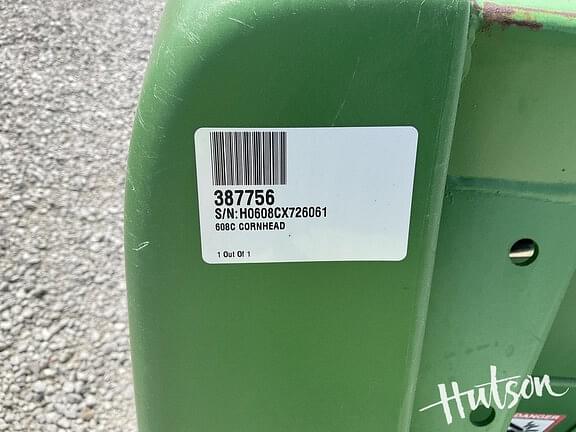 387756
S/N:H0608CX726061
608C CORNHEAD
1 Out Of 1
Hutson
DANGER